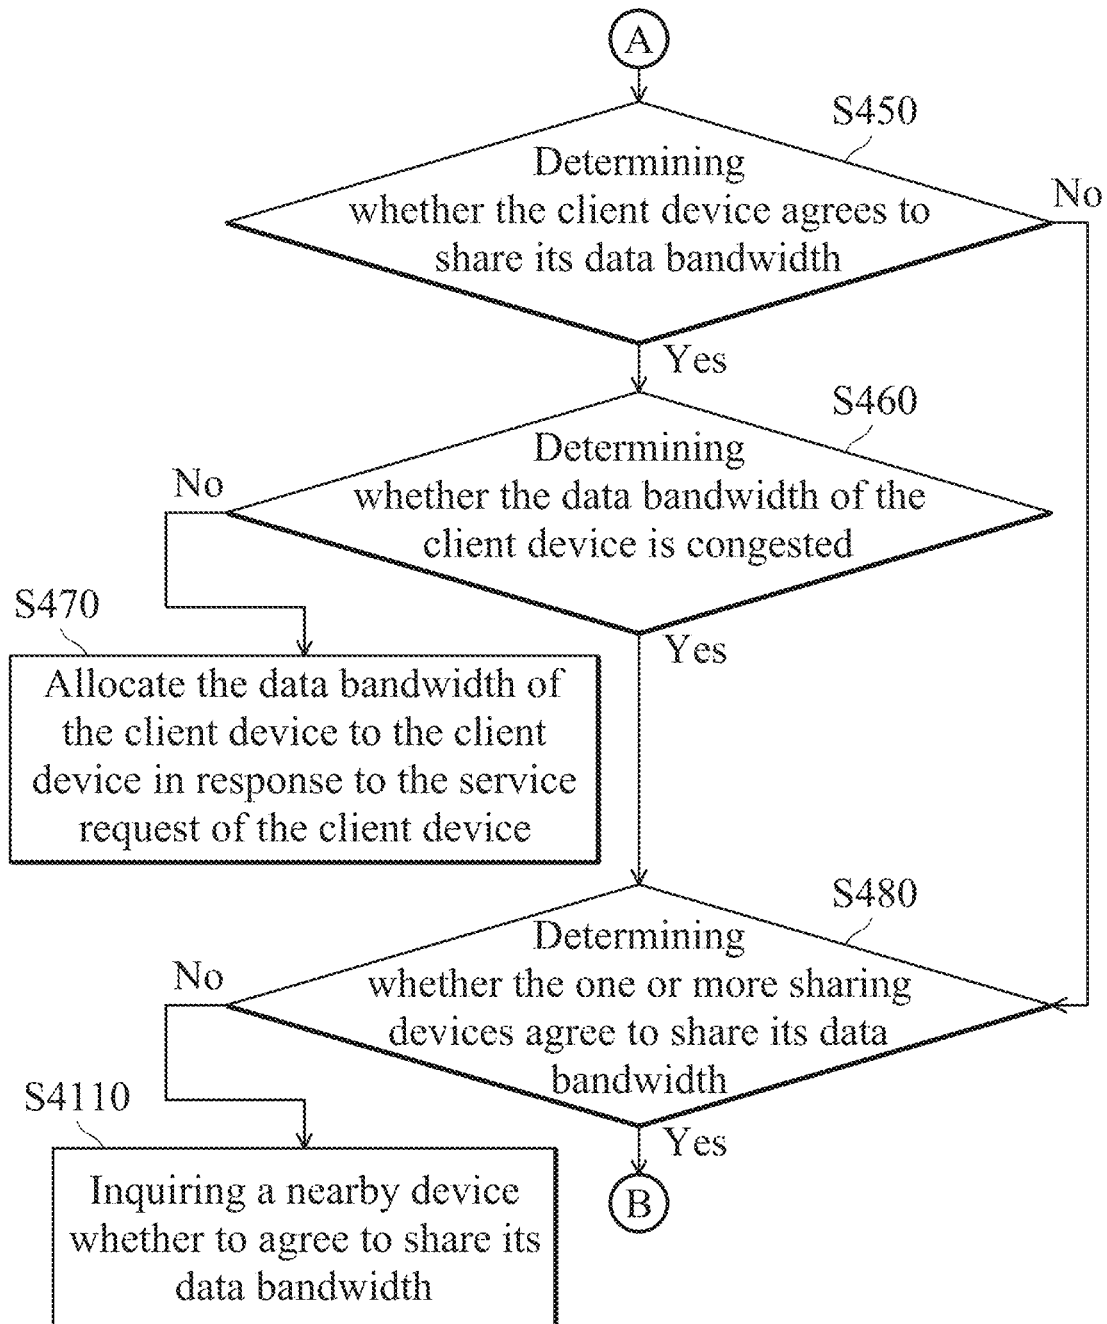 A
S450
Determining
whether the client device agrees to
share its data bandwidth
No
Yes
S460
Determining
whether the data bandwidth of the
client device is congested
No
Yes
S470
Allocate the data bandwidth of
the client device to the client
device in response to the service
request of the client device
S480
Determining
whether the one or more sharing
devices agree to share its data
bandwidth
No
Yes
S4110
Inquiring a nearby device
whether to agree to share its
data bandwidth
B